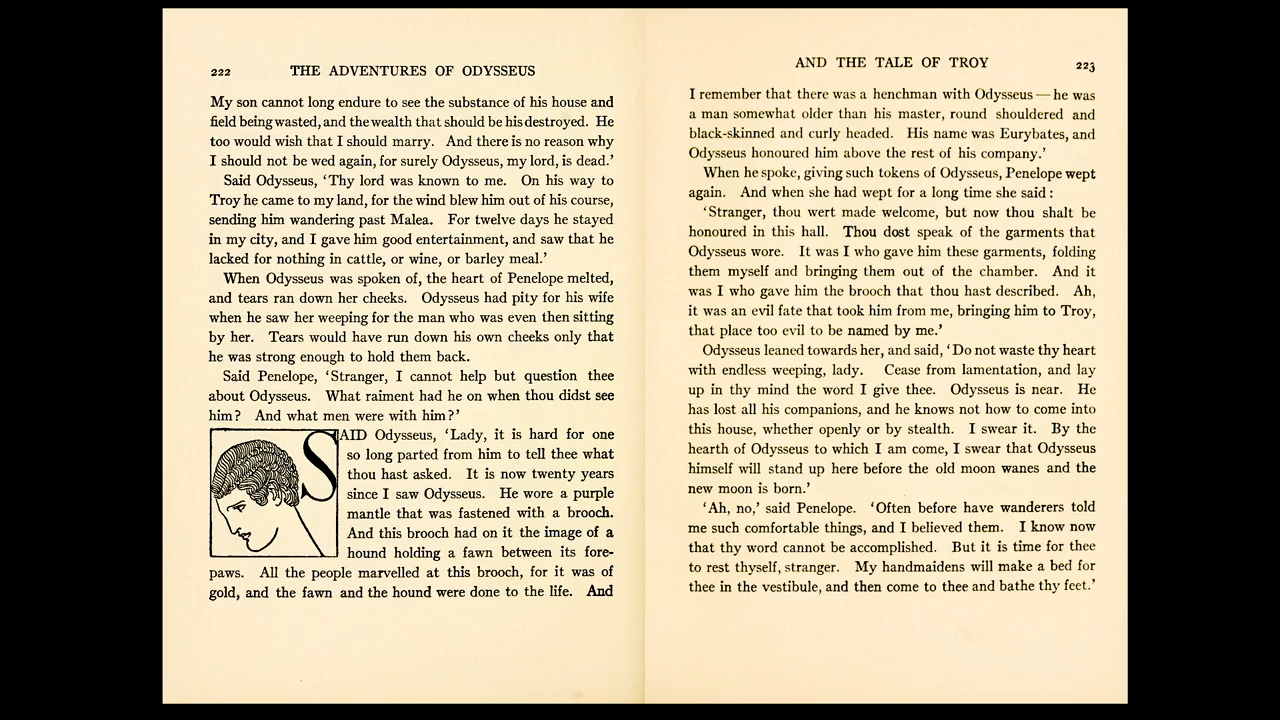 222 THE ADVENTURES OF ODYSSEUS
My son cannot long endure to see the substance of his house and
field being wasted, and the wealth that should be his destroyed. He
too would wish that I should marry. And there is no reason why
I should not be wed again, for surely Odysseus, my lord, is dead.’
Said Odysseus, ‘Thy lord was known to me. On his way to
Troy he came to my land, for the wind blew him out of his course,
sending him wandering past Malea. For twelve days he stayed
in my city, and I gave him good entertainment, and saw that he
lacked for nothing in cattle, or wine, or barley meal.’
When Odysseus was spoken of, the heart of Penelope melted,
and tears ran down her cheeks. Odysseus had pity for his wife
when he saw her weeping for the man who was even then sitting
by her. Tears would have run down his own cheeks only that
he was strong enough to hold them back.
Said Penelope, ‘Stranger, I cannot help but question thee
about Odysseus. What raiment had he on when thou didst see
him? And what men were with him?’
SAID Odysseus, ‘Lady, it is hard for one
so long parted from him to tell thee what
thou hast asked. It is now twenty years
since I saw Odysseus. He wore a purple
mantle that was fastened with a brooch.
And this brooch had on it the image of a
hound holding a fawn between its fore-
paws. All the people marvelled at this brooch, for it was of
gold, and the fawn and the hound were done to the life. And
AND THE TALE OF TROY 223
I remember that there was a henchman with Odysseus — he was
a man somewhat older than his master, round shouldered and
black-skinned and curly headed. His name was Eurybates, and
Odysseus honoured him above the rest of his company.’
When he spoke, giving such tokens of Odysseus, Penelope wept
again. And when she had wept for a long time she said :
‘Stranger, thou wert made welcome, but now thou shalt be
honoured in this hall. Thou dost speak of the garments that
Odysseus wore. It was I who gave him these garments, folding
them myself and bringing them out of the chamber. And it
was I who gave him the brooch that thou hast described. Ah,
it was an evil fate that took him from me, bringing him to Troy,
that place too evil to be named by me.’
Odysseus leaned towards her, and said, ‘Do not waste thy heart
with endless weeping, lady. Cease from lamentation, and lay
up in thy mind the word I give thee. Odysseus is near. He
has lost all his companions, and he knows not how to come into
this house, whether openly or by stealth. I swear it. By the
hearth of Odysseus to which I am come, I swear that Odysseus
himself will stand up here before the old moon wanes and the
new moon is born.’
‘Ah, no,’ said Penelope. ‘Often before have wanderers told
me such comfortable things, and I believed them. I know now
that thy word cannot be accomplished. But it is time for thee
to rest thyself, stranger. My handmaidens will make a bed for
thee in the vestibule, and then come to thee and bathe thy feet.’